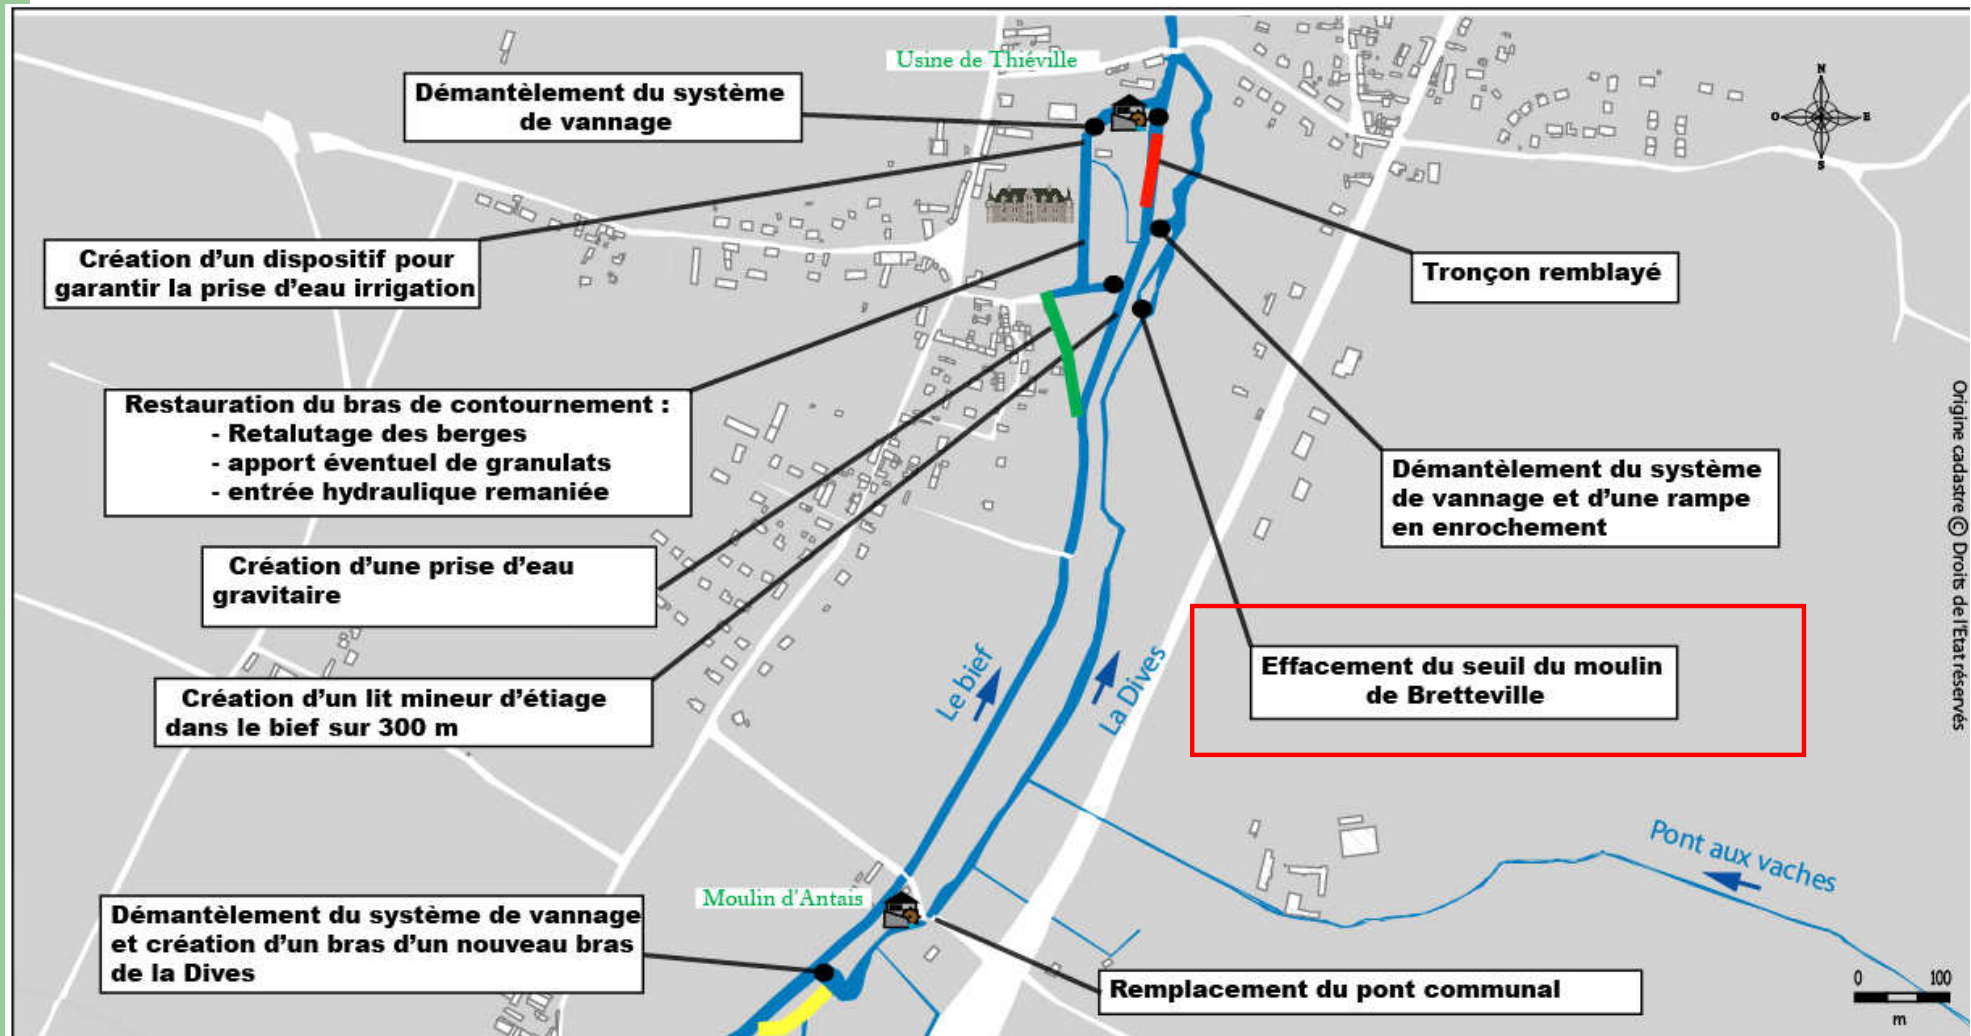 Usine de Thiéville
Démantèlement du système
de vannage
N
O
E
S
Création d'un dispositif pour
garantir la prise d'eau irrigation
Tronçon remblayé
Restauration du bras de contournement :
- Retalutage des berges
- apport éventuel de granulats
- entrée hydraulique remaniée
Démantèlement du système
de vannage et d'une rampe
en enrochement
Origine cadastre © Droits de l'Etat réservés
Création d'une prise d'eau
gravitaire
Le bief
La Dives
Effacement du seuil du moulin
de Bretteville
Création d'un lit mineur d'étiage
dans le bief sur 300 m
Pont aux vaches
Moulin d'Antais
Démantèlement du système de vannage
et création d'un bras d'un nouveau bras
de la Dives
Remplacement du pont communal
0 100
m